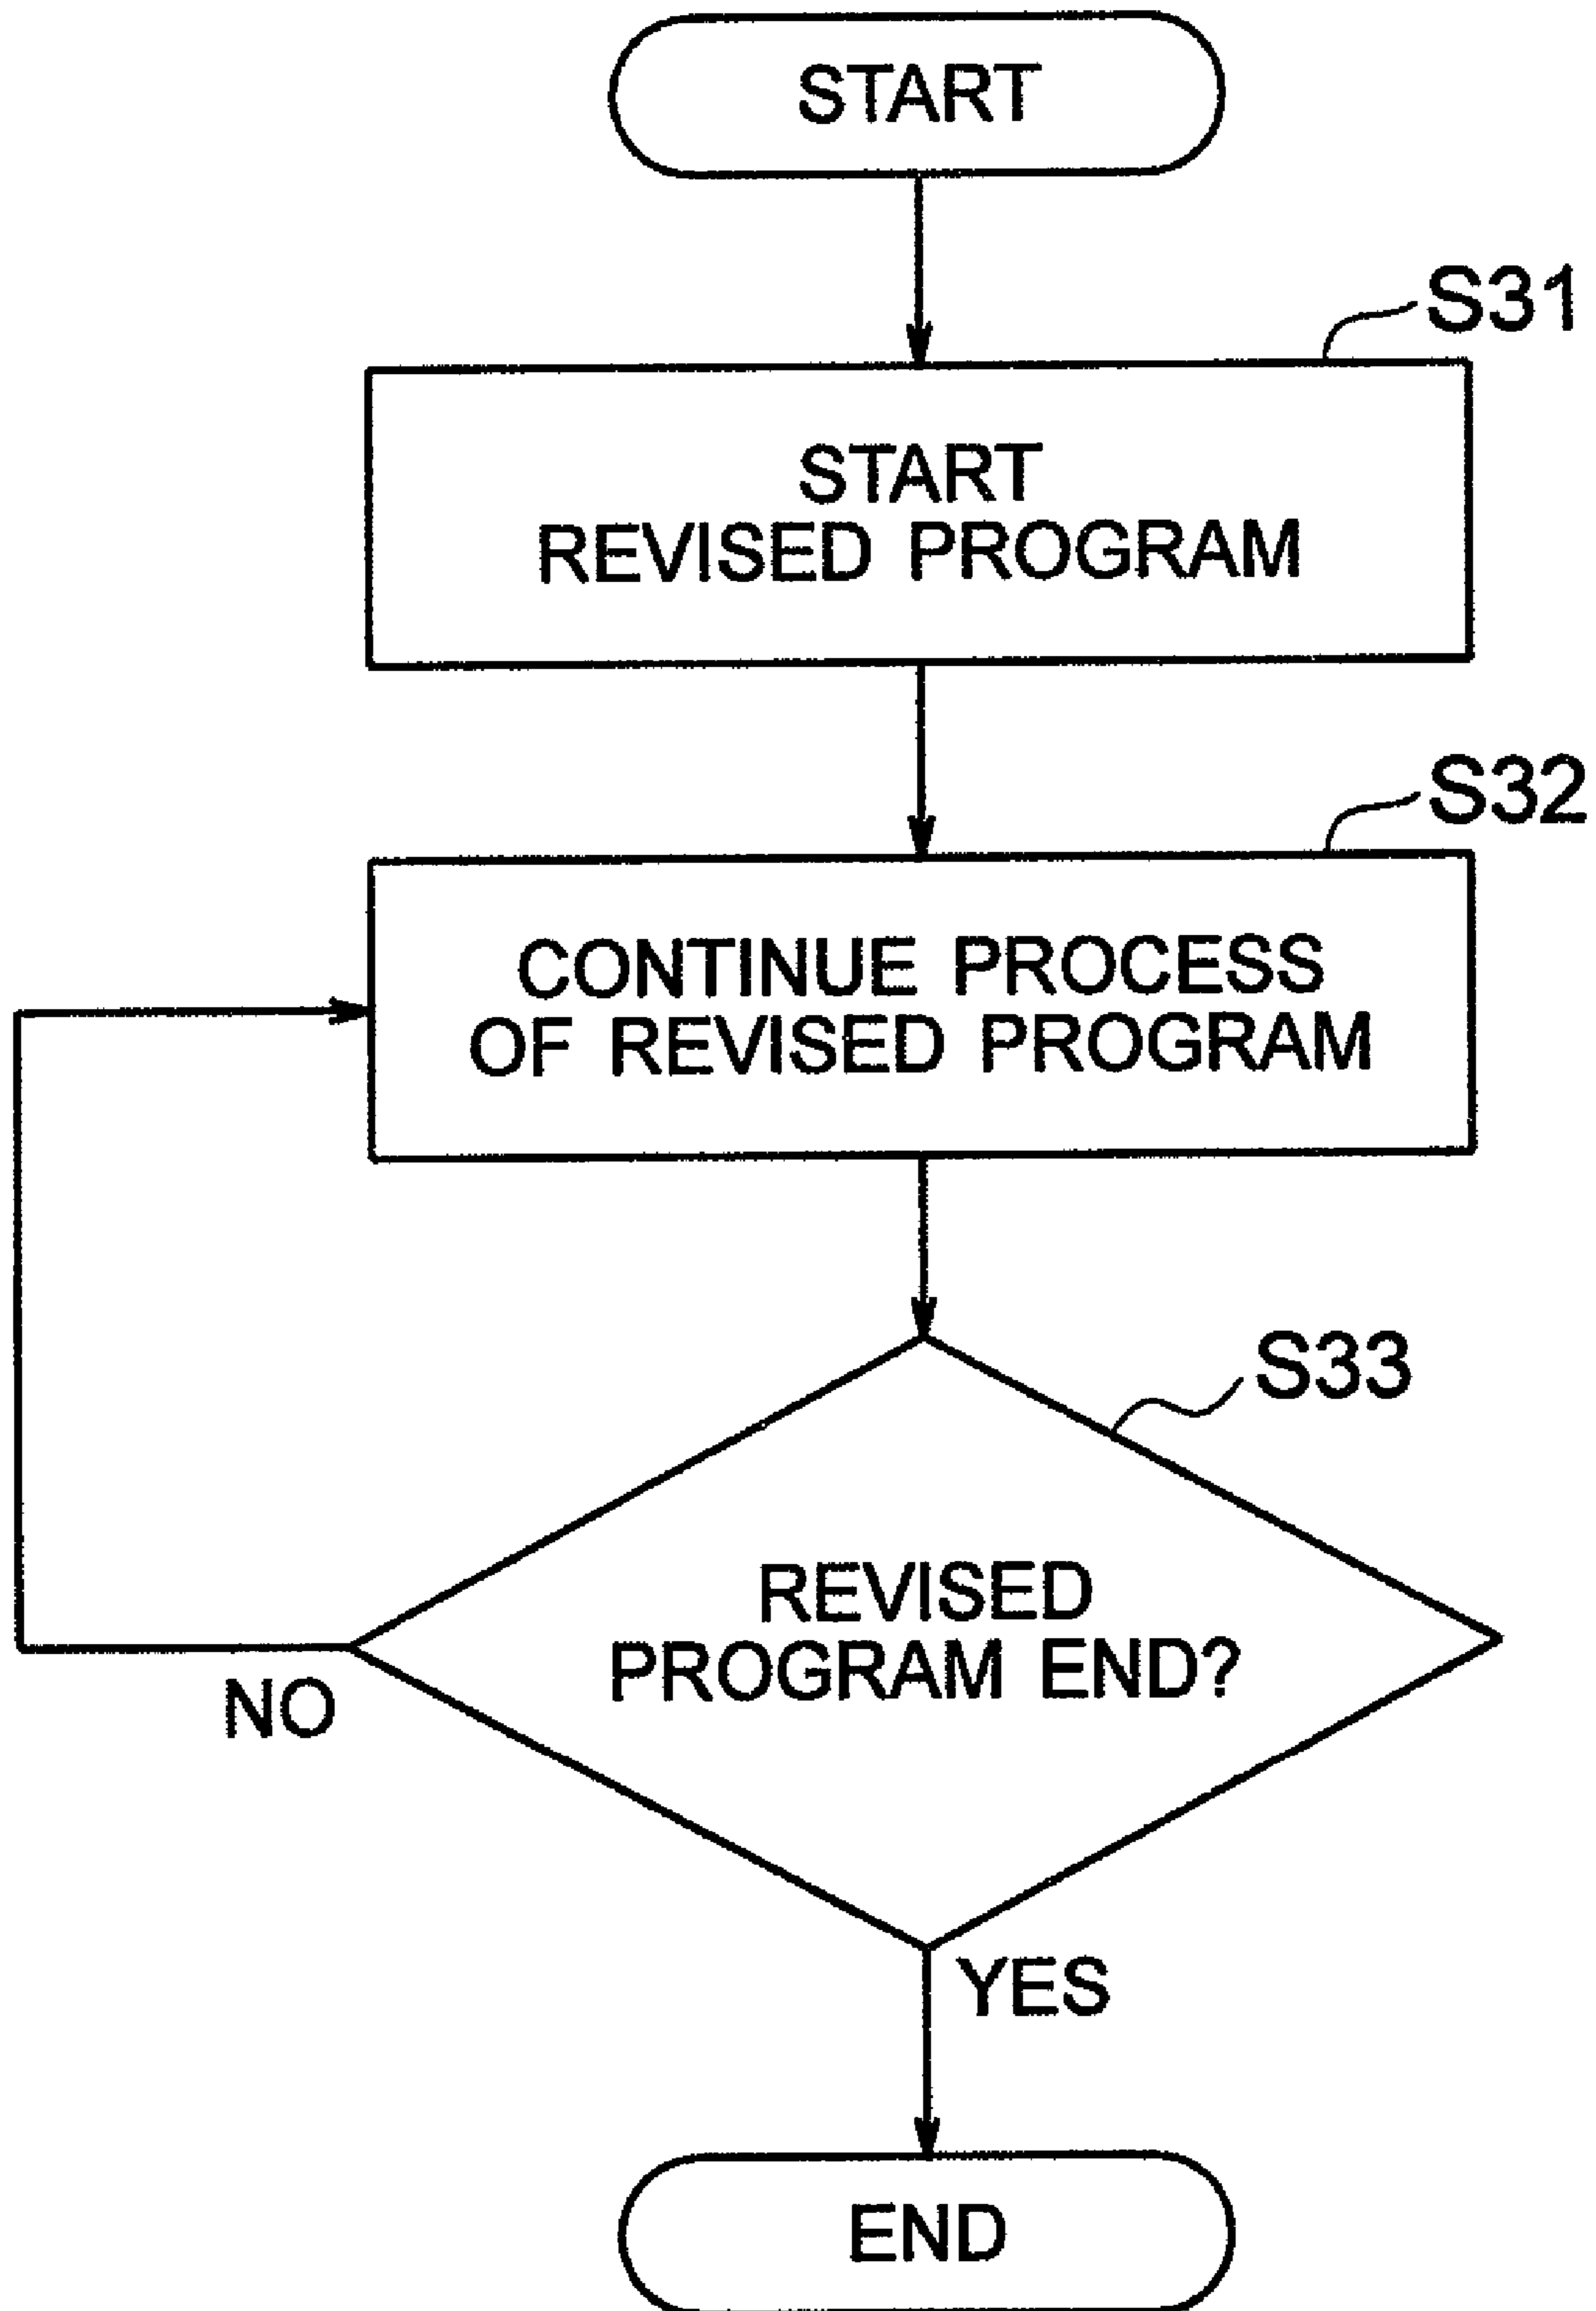 START
S31
START
REVISED PROGRAM
S32
CONTINUE PROCESS
OF REVISED PROGRAM
S33
REVISED
PROGRAM END?
NO
YES
END